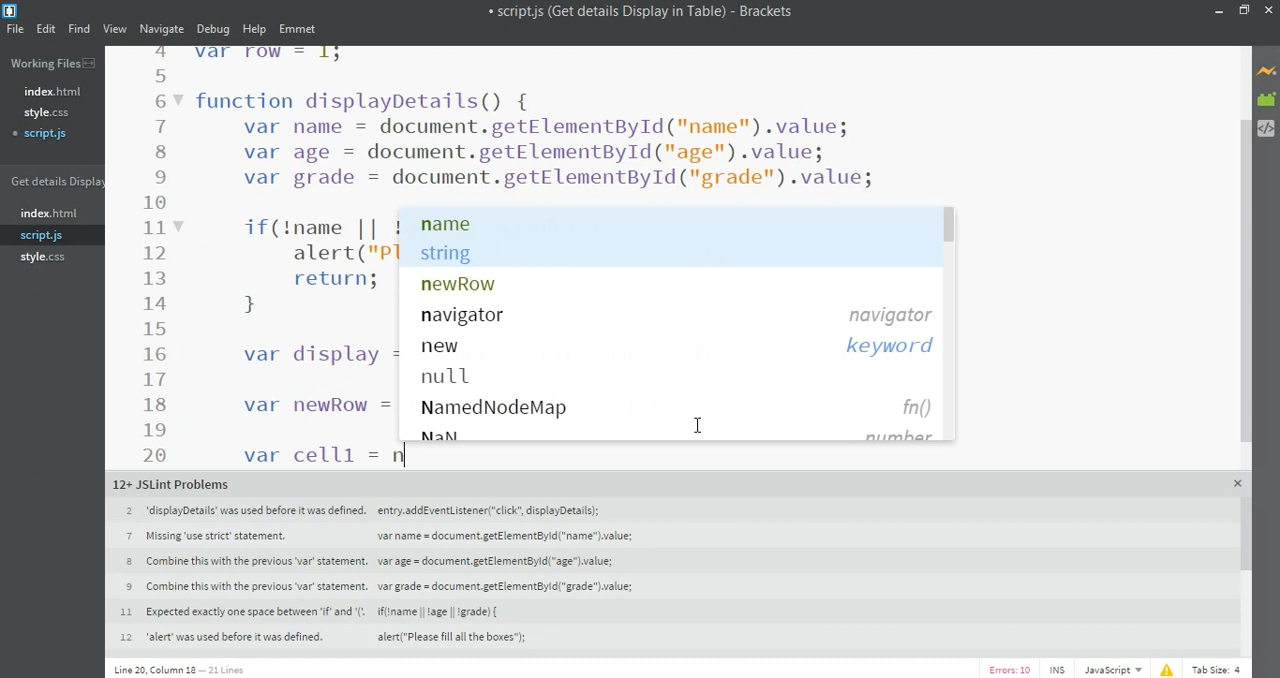 • script.js (Get details Display in Table) - Brackets
File Edit Find View Navigate Debug Help Emmet
Working Files
index.html
style.css
• script.js
Get details Display
index.html
script.js
style.css
4 var row = 1;
5
6 function displayDetails() {
7 var name = document.getElementById("name").value;
8 var age = document.getElementById("age").value;
9 var grade = document.getElementById("grade").value;
10
11 if(!name || !
12 alert("Pl
13 return;
14 }
15
16 var display =
17
18 var newRow =
19
20 var cell1 = n
name
string
newRow
navigator navigator
new keyword
null
NamedNodeMap fn()
NaN number
12+ JSLint Problems ×
2 'displayDetails' was used before it was defined. entry.addEventListener("click", displayDetails);
7 Missing 'use strict' statement. var name = document.getElementById("name").value;
8 Combine this with the previous 'var' statement. var age = document.getElementById("age").value;
9 Combine this with the previous 'var' statement. var grade = document.getElementById("grade").value;
11 Expected exactly one space between 'if' and '('. if(!name || !age || !grade) {
12 'alert' was used before it was defined. alert("Please fill all the boxes");
Line 20, Column 18 — 21 Lines
Errors: 10 INS JavaScript Tab Size: 4